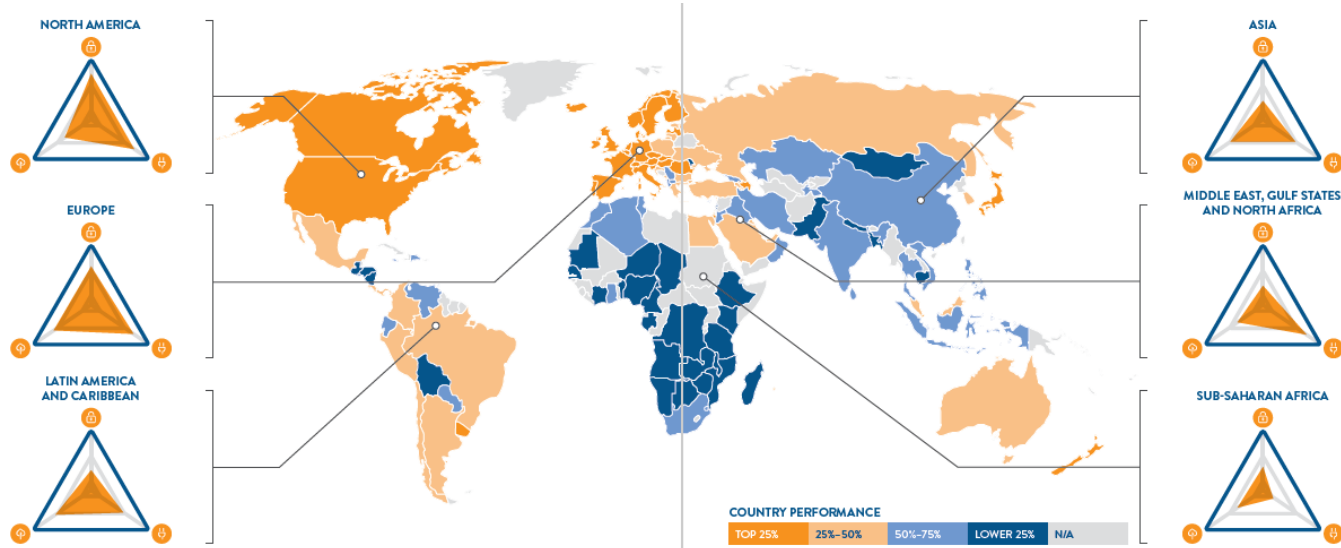 NORTH AMERICA
EUROPE
LATIN AMERICA
AND CARIBBEAN
ASIA
MIDDLE EAST, GULF STATES
AND NORTH AFRICA
SUB-SAHARAN AFRICA
COUNTRY PERFORMANCE
TOP 25%
25%–50%
50%–75%
LOWER 25%
N/A